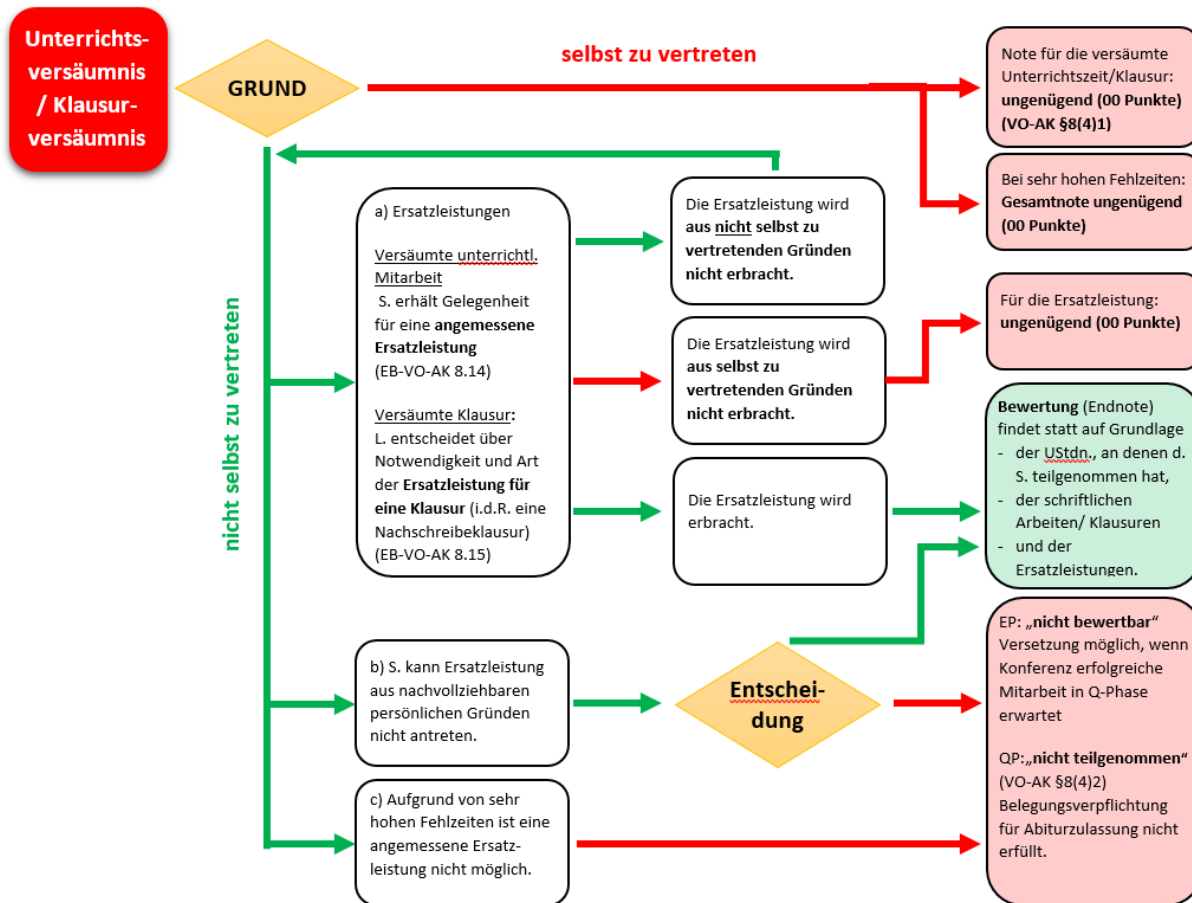 Unterrichts-
versäumnis
/ Klausur-
versäumnis
GRUND
selbst zu vertreten
Note für die versäumte
Unterrichtszeit/Klausur:
ungenügend (00 Punkte)
(VO-AK §8(4)1)
Bei sehr hohen Fehlzeiten:
Gesamtnote ungenügend
(00 Punkte)
nicht selbst zu vertreten
a) Ersatzleistungen
Versäumte unterrichtl.
Mitarbeit
S. erhält Gelegenheit
für eine angemessene
Ersatzleistung
(EB-VO-AK 8.14)
Versäumte Klausur:
L. entscheidet über
Notwendigkeit und Art
der Ersatzleistung für
eine Klausur (i.d.R. eine
Nachschreibeklausur)
(EB-VO-AK 8.15)
Die Ersatzleistung wird
aus nicht selbst zu
vertretenden Gründen
nicht erbracht.
Die Ersatzleistung wird
aus selbst zu
vertretenden Gründen
nicht erbracht.
Für die Ersatzleistung:
ungenügend (00 Punkte)
Die Ersatzleistung wird
erbracht.
Bewertung (Endnote)
findet statt auf Grundlage
- der UStdn., an denen d.
S. teilgenommen hat,
- der schriftlichen
Arbeiten/ Klausuren
- und der
Ersatzleistungen.
b) S. kann Ersatzleistung
aus nachvollziehbaren
persönlichen Gründen
nicht antreten.
Entschei-
dung
EP: „nicht bewertbar“
Versetzung möglich, wenn
Konferenz erfolgreiche
Mitarbeit in Q-Phase
erwartet
QP:„nicht teilgenommen“
(VO-AK §8(4)2)
Belegungsverpflichtung
für Abiturzulassung nicht
erfüllt.
c) Aufgrund von sehr
hohen Fehlzeiten ist eine
angemessene Ersatz-
leistung nicht möglich.